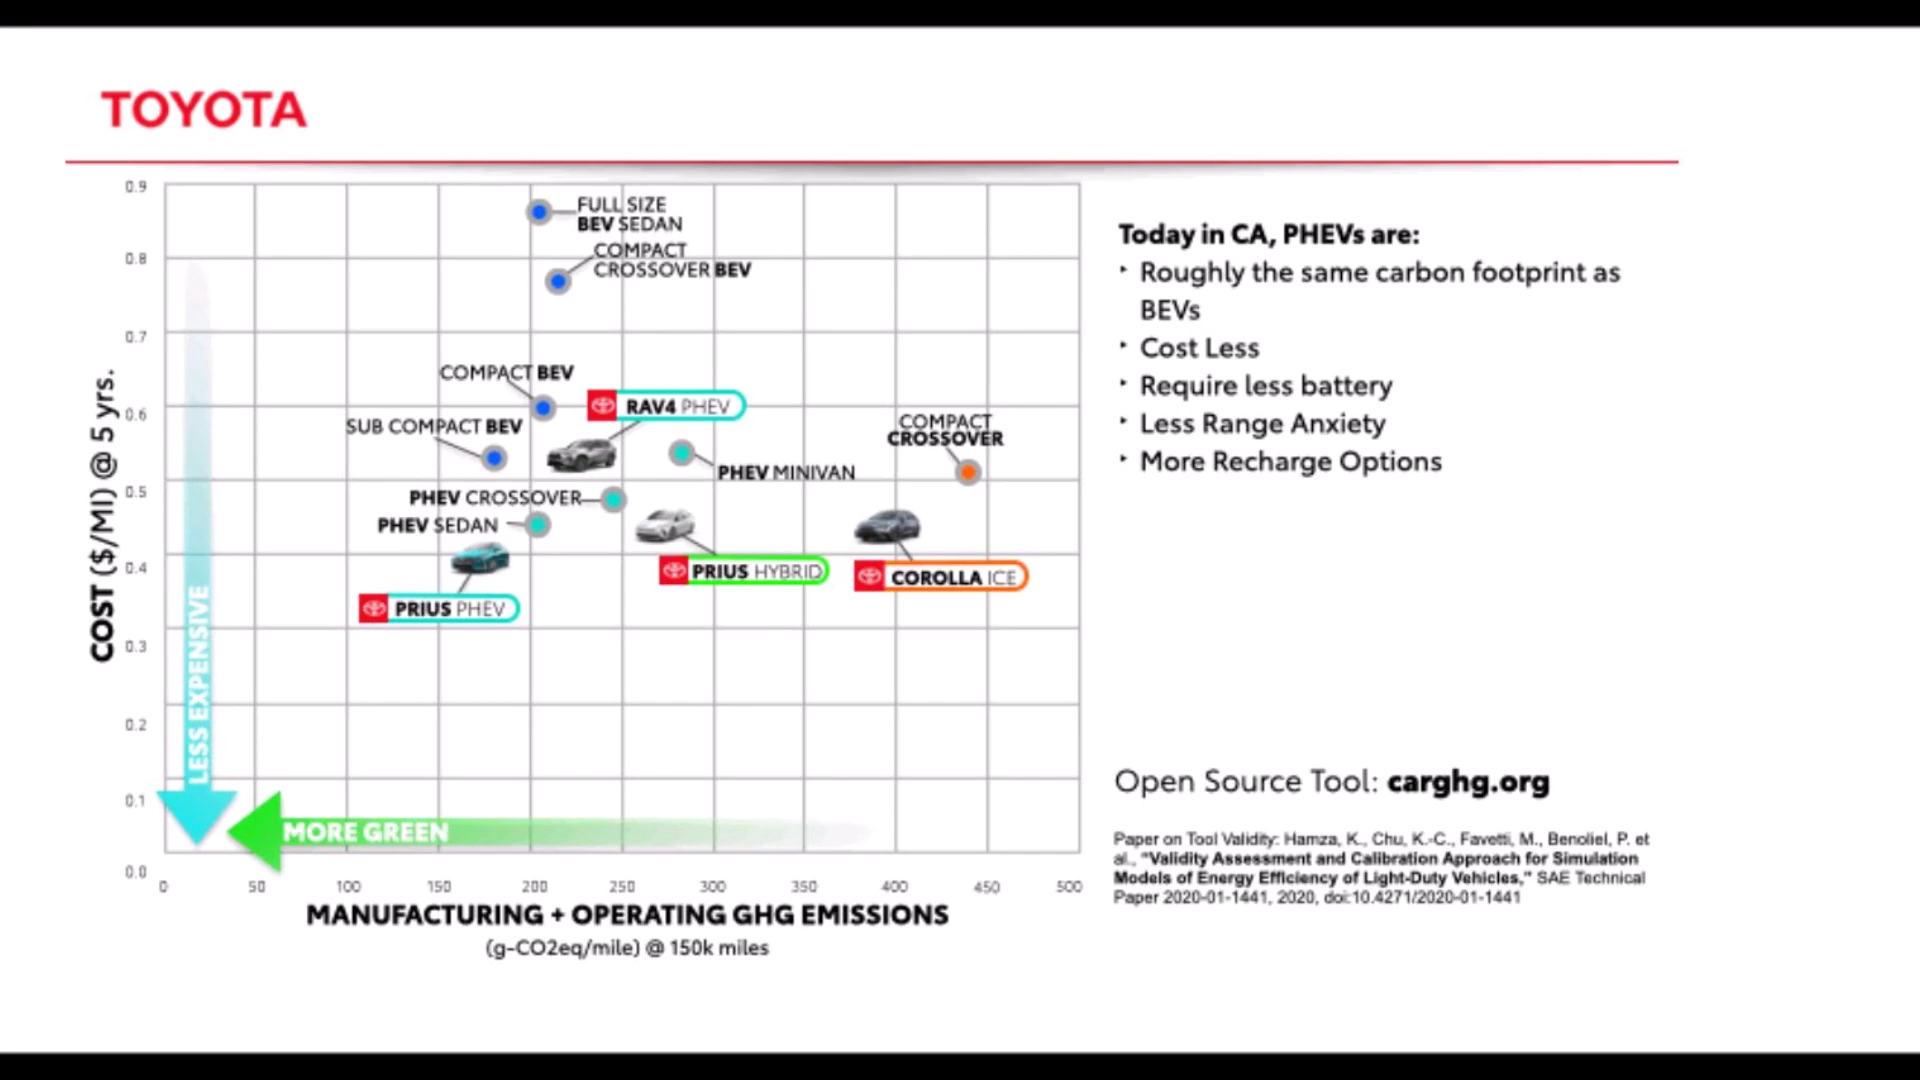 TOYOTA
0.9
0.8
0.7
0.6
0.5
0.4
0.3
0.2
0.1
0.0
COST ($/MI) @ 5 yrs.
LESS EXPENSIVE
MORE GREEN
FULL SIZE
BEV SEDAN
COMPACT
CROSSOVER BEV
COMPACT BEV
RAV4 PHEV
SUB COMPACT BEV
COMPACT
CROSSOVER
PHEV MINIVAN
PHEV CROSSOVER
PHEV SEDAN
PRIUS HYBRID
COROLLA ICE
PRIUS PHEV
0 50 100 150 200 250 300 350 400 450 500
MANUFACTURING + OPERATING GHG EMISSIONS
(g-CO2eq/mile) @ 150k miles
Today in CA, PHEVs are:
‣ Roughly the same carbon footprint as
BEVs
‣ Cost Less
‣ Require less battery
‣ Less Range Anxiety
‣ More Recharge Options
Open Source Tool: carghg.org
Paper on Tool Validity: Hamza, K., Chu, K.-C., Favetti, M., Benoliel, P. et
al., "Validity Assessment and Calibration Approach for Simulation
Models of Energy Efficiency of Light-Duty Vehicles," SAE Technical
Paper 2020-01-1441, 2020, doi:10.4271/2020-01-1441